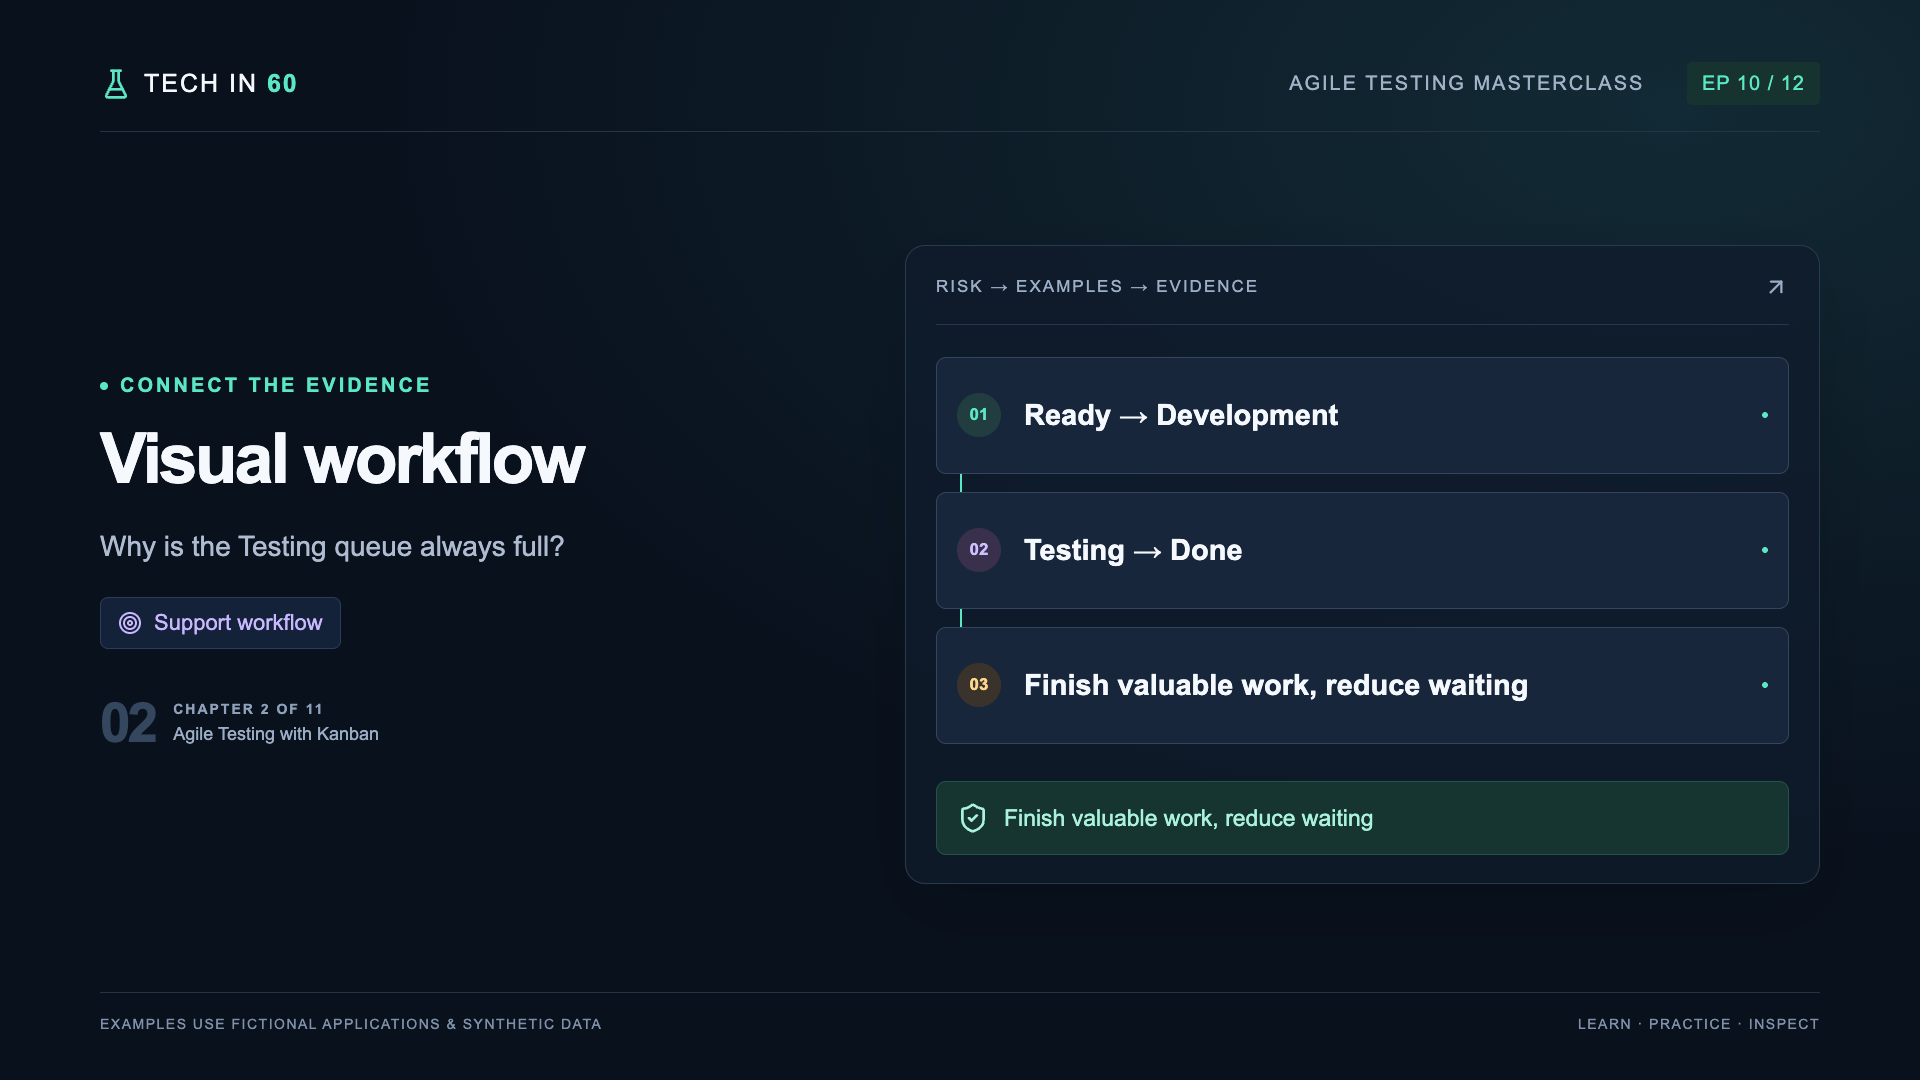 TECH IN 60
AGILE TESTING MASTERCLASS
EP 10 / 12
CONNECT THE EVIDENCE
Visual workflow
Why is the Testing queue always full?
Support workflow
02
CHAPTER 2 OF 11
Agile Testing with Kanban
RISK → EXAMPLES → EVIDENCE
01
Ready → Development
02
Testing → Done
03
Finish valuable work, reduce waiting
Finish valuable work, reduce waiting
EXAMPLES USE FICTIONAL APPLICATIONS & SYNTHETIC DATA
LEARN · PRACTICE · INSPECT